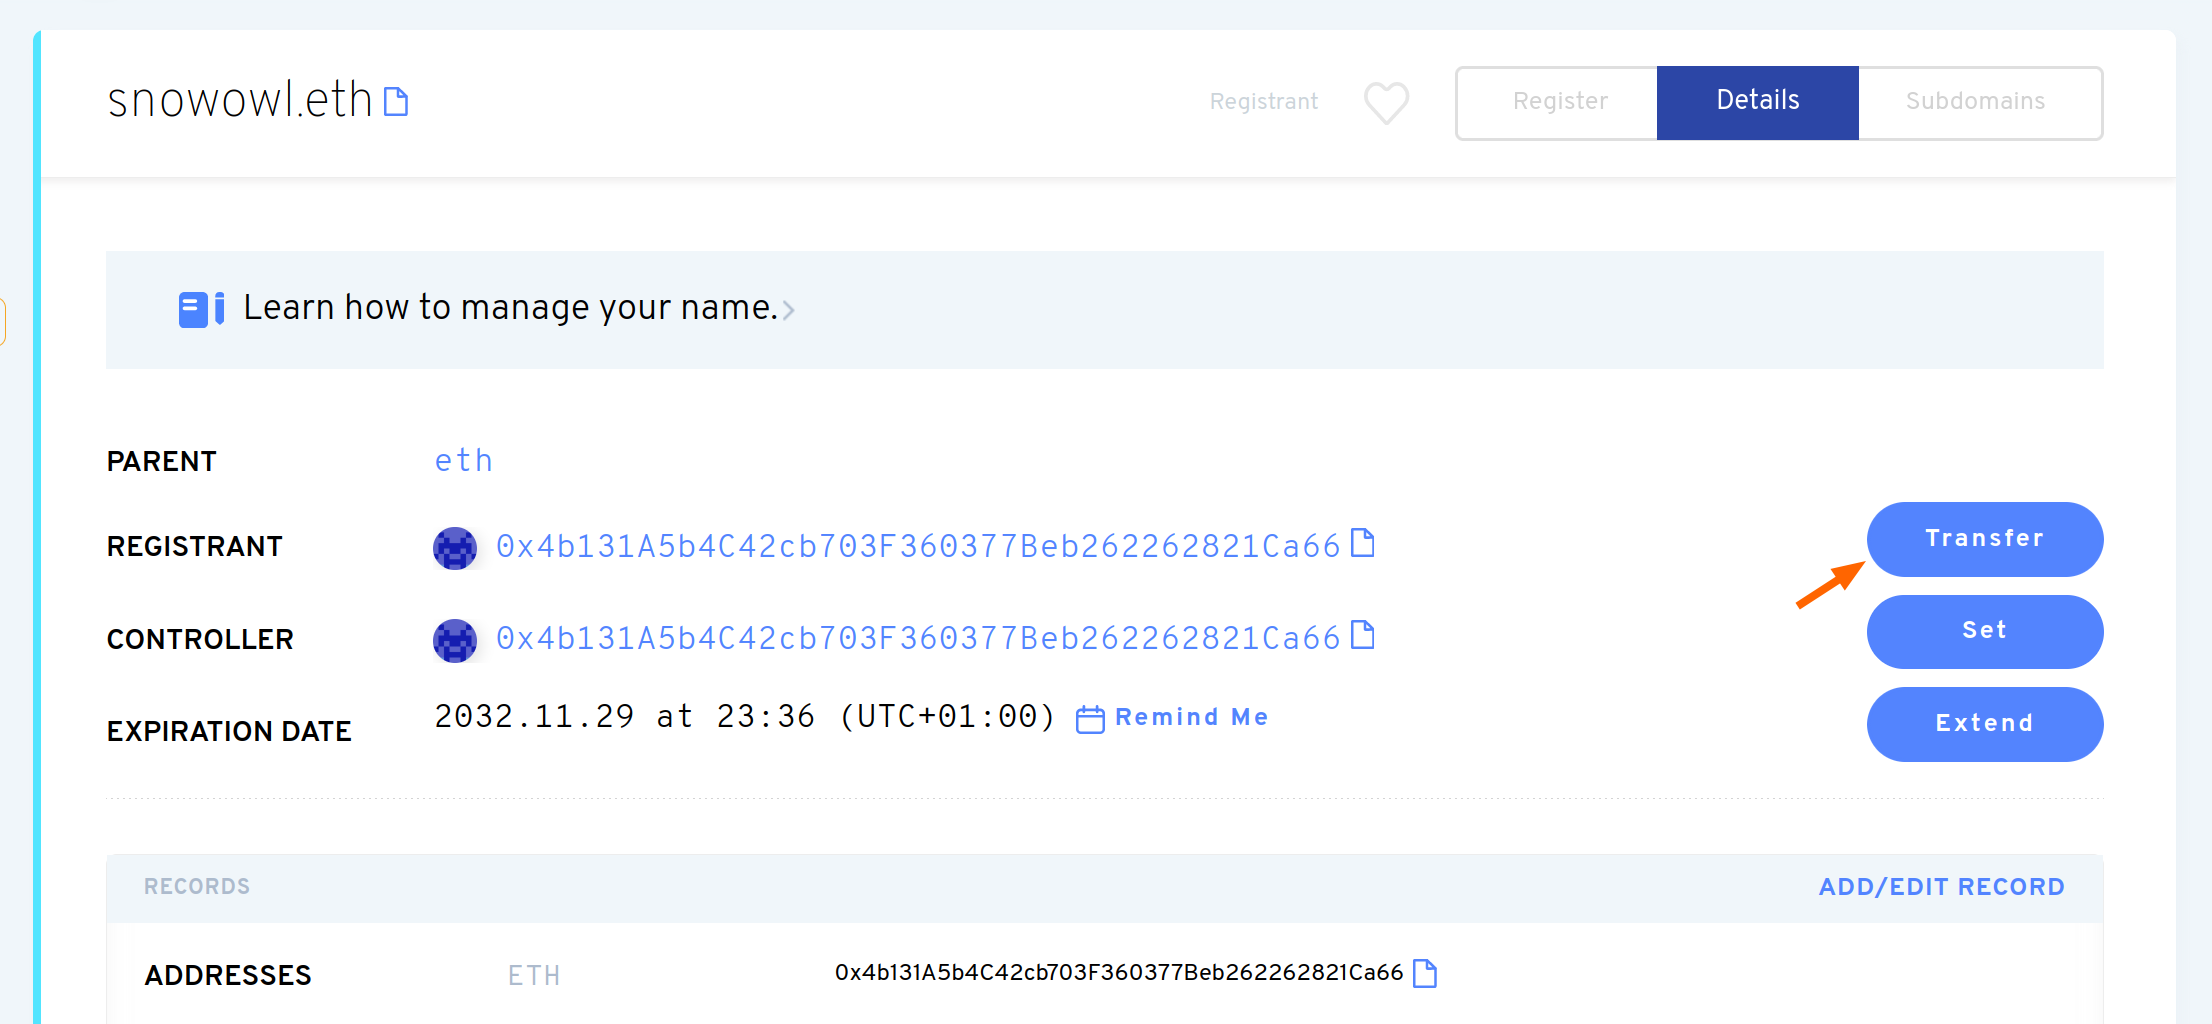 snowowl.eth
Registrant
Register
Details
Subdomains
Learn how to manage your name.
PARENT
eth
REGISTRANT
0x4b131A5b4C42cb703F360377Beb262262821Ca66
Transfer
CONTROLLER
0x4b131A5b4C42cb703F360377Beb262262821Ca66
Set
EXPIRATION DATE
2032.11.29 at 23:36 (UTC+01:00)
Remind Me
Extend
RECORDS
ADD/EDIT RECORD
ADDRESSES
ETH
0x4b131A5b4C42cb703F360377Beb262262821Ca66